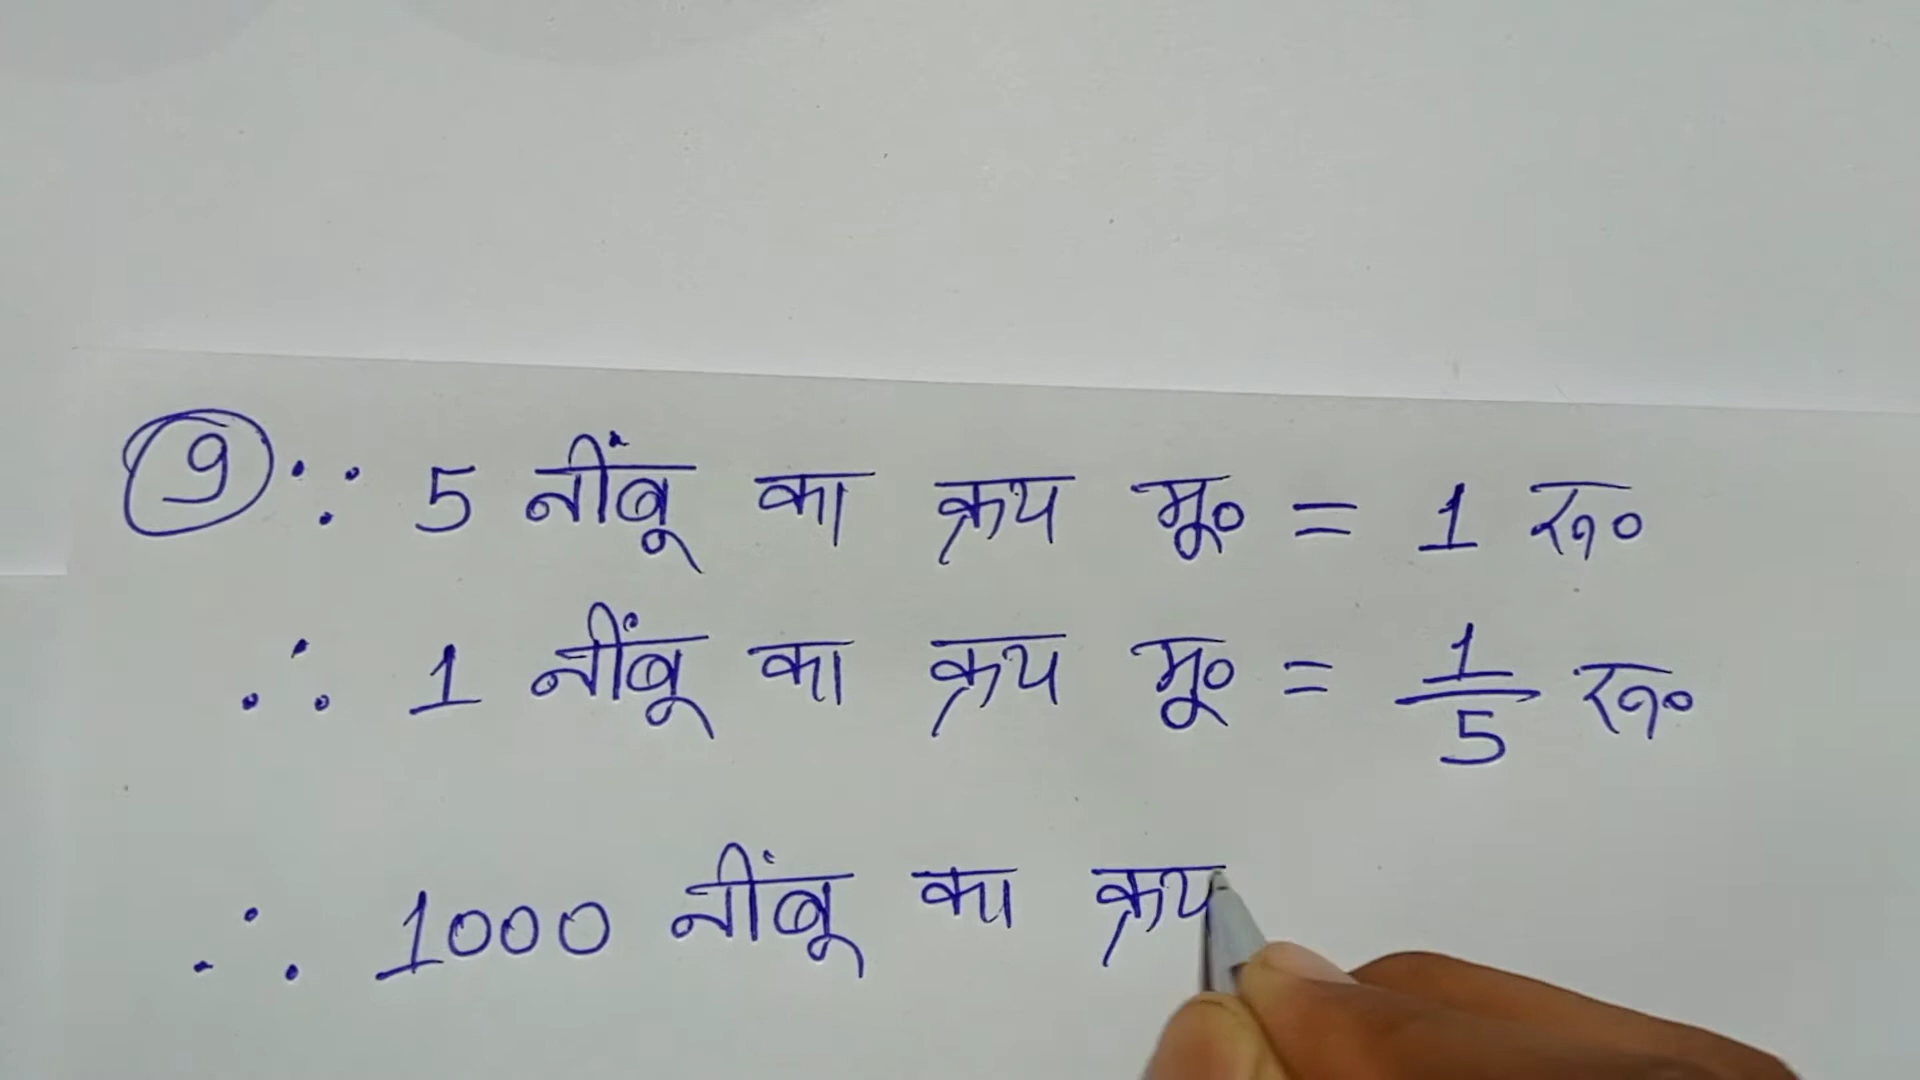 9 ∵ 5 नींबू का क्रय मू० = 1 रु०
∴ 1 नींबू का क्रय मू० = 1/5 रु०
∴ 1000 नींबू का क्रय